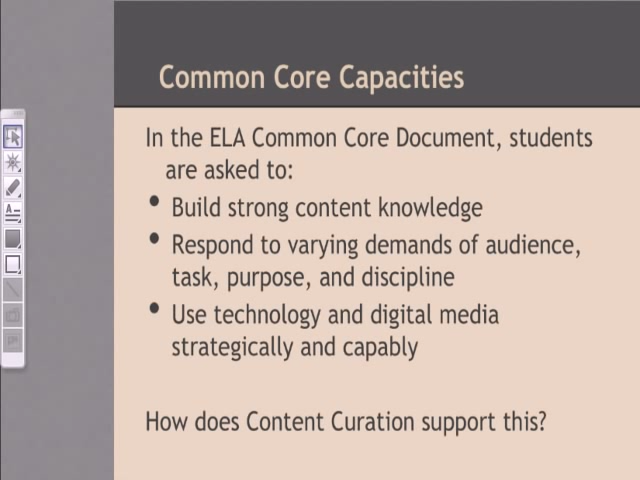 Common Core Capacities
In the ELA Common Core Document, students
are asked to:
• Build strong content knowledge
• Respond to varying demands of audience,
task, purpose, and discipline
• Use technology and digital media
strategically and capably
How does Content Curation support this?
A